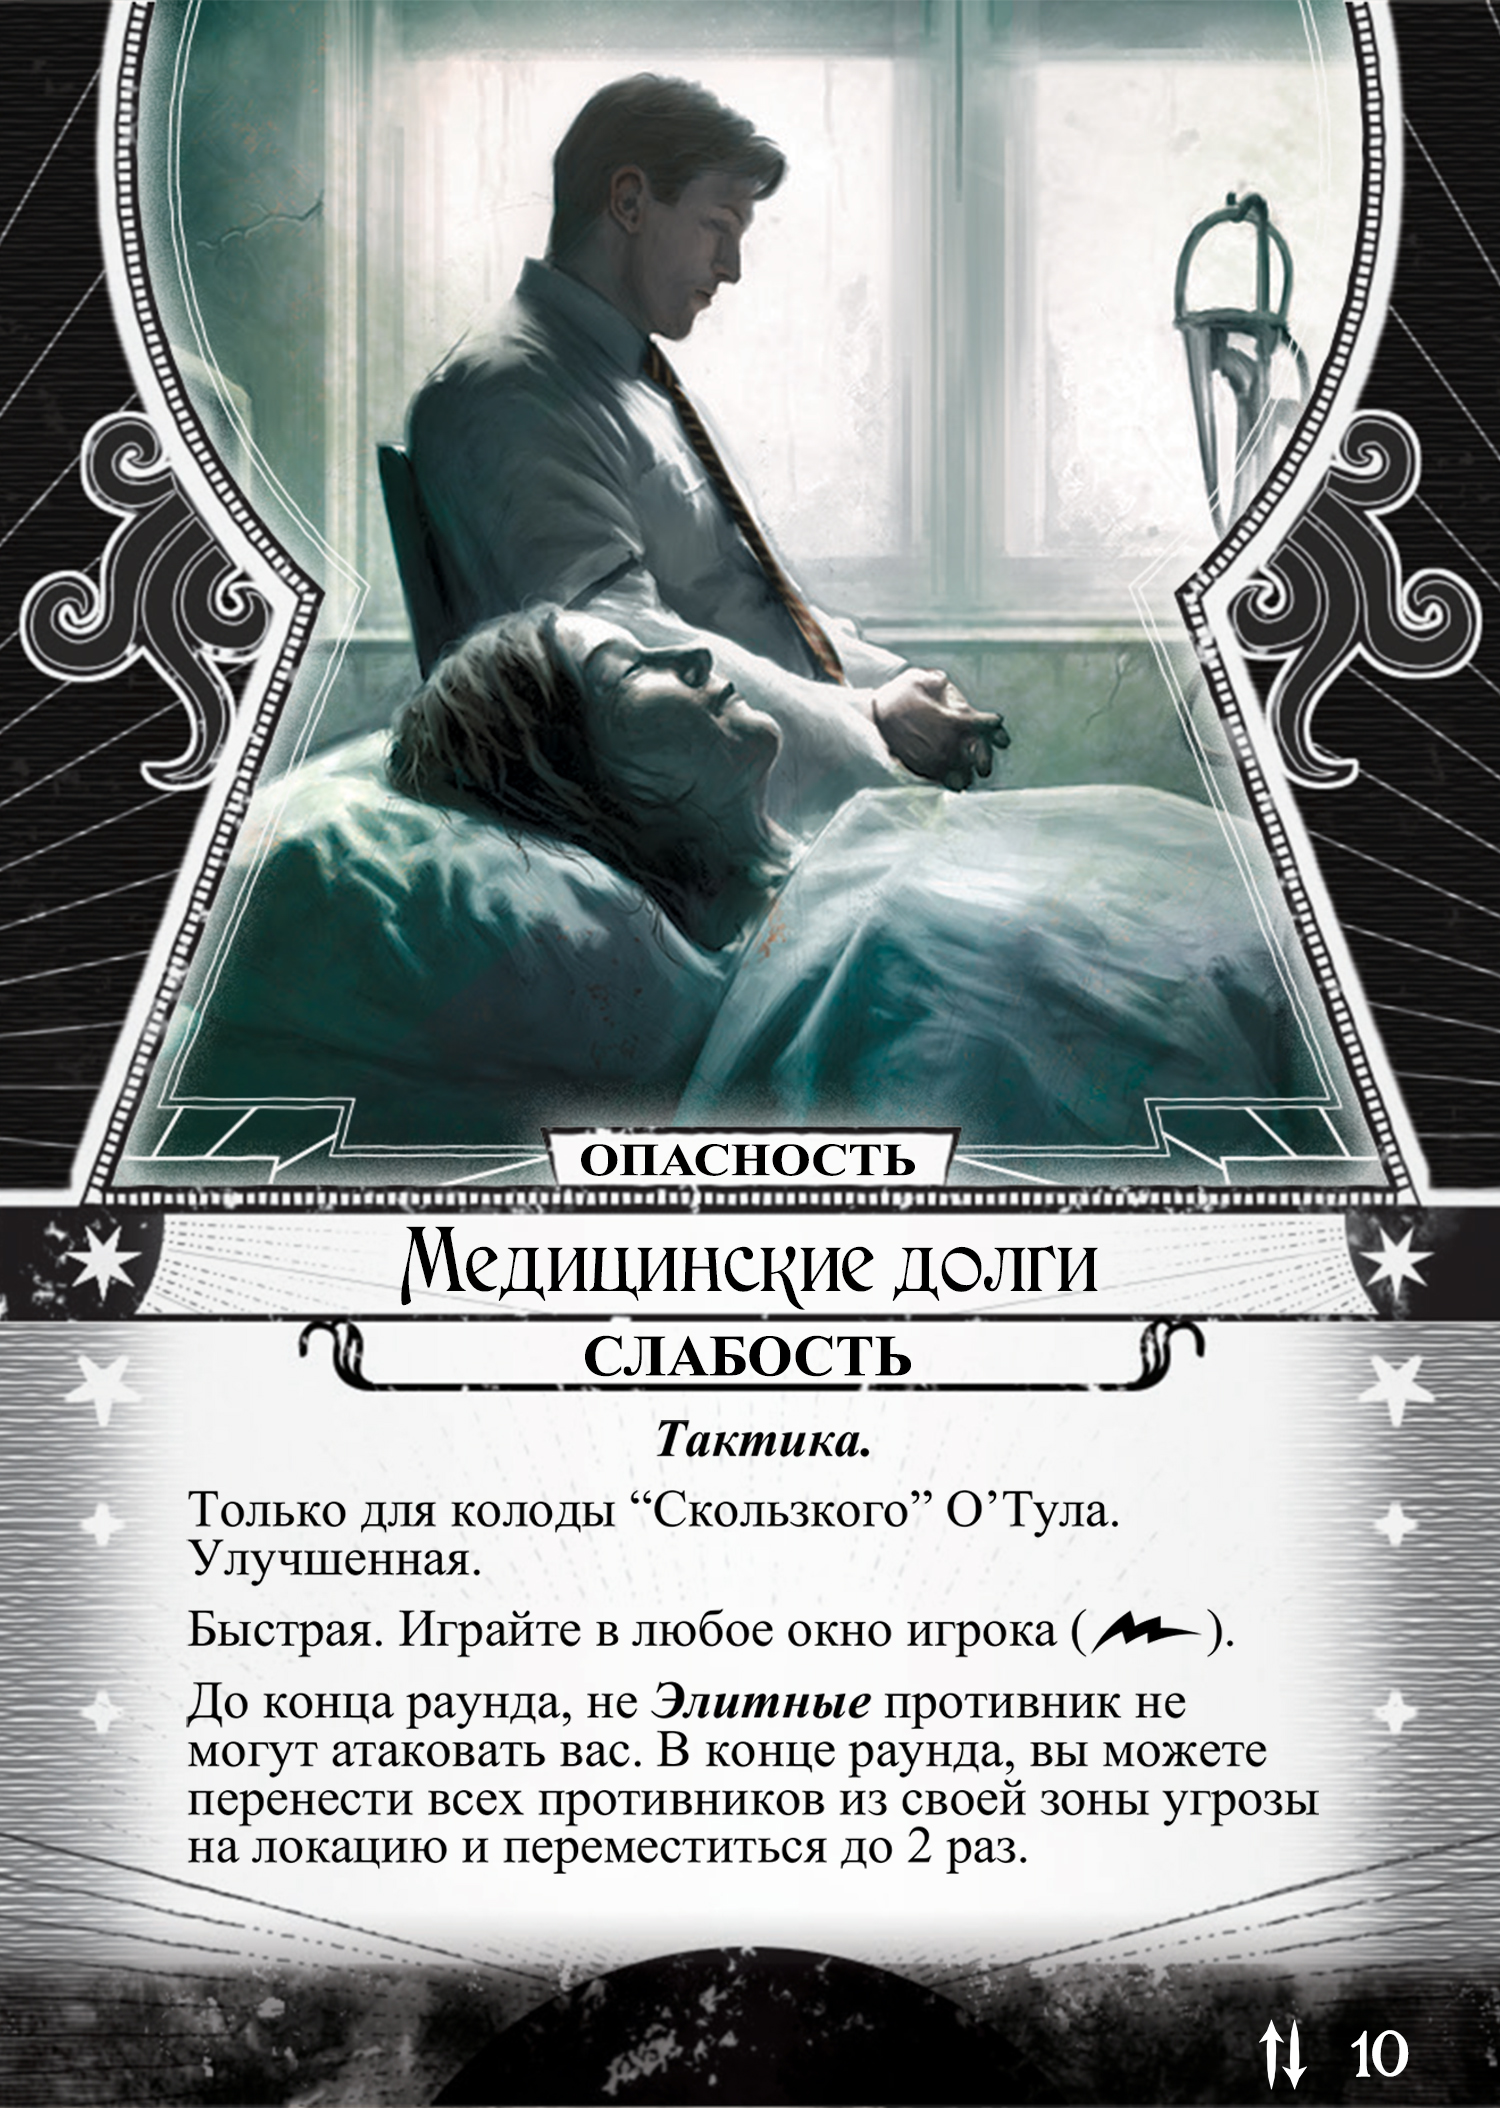 ОПАСНОСТЬ
Медицинские долги
СЛАБОСТЬ
Тактика.
Только для колоды “Скользкого” О’Тула.
Улучшенная.
Быстрая. Играйте в любое окно игрока ( ).
До конца раунда, не Элитные противник не
могут атаковать вас. В конце раунда, вы можете
перенести всех противников из своей зоны угрозы
на локацию и переместиться до 2 раз.
10